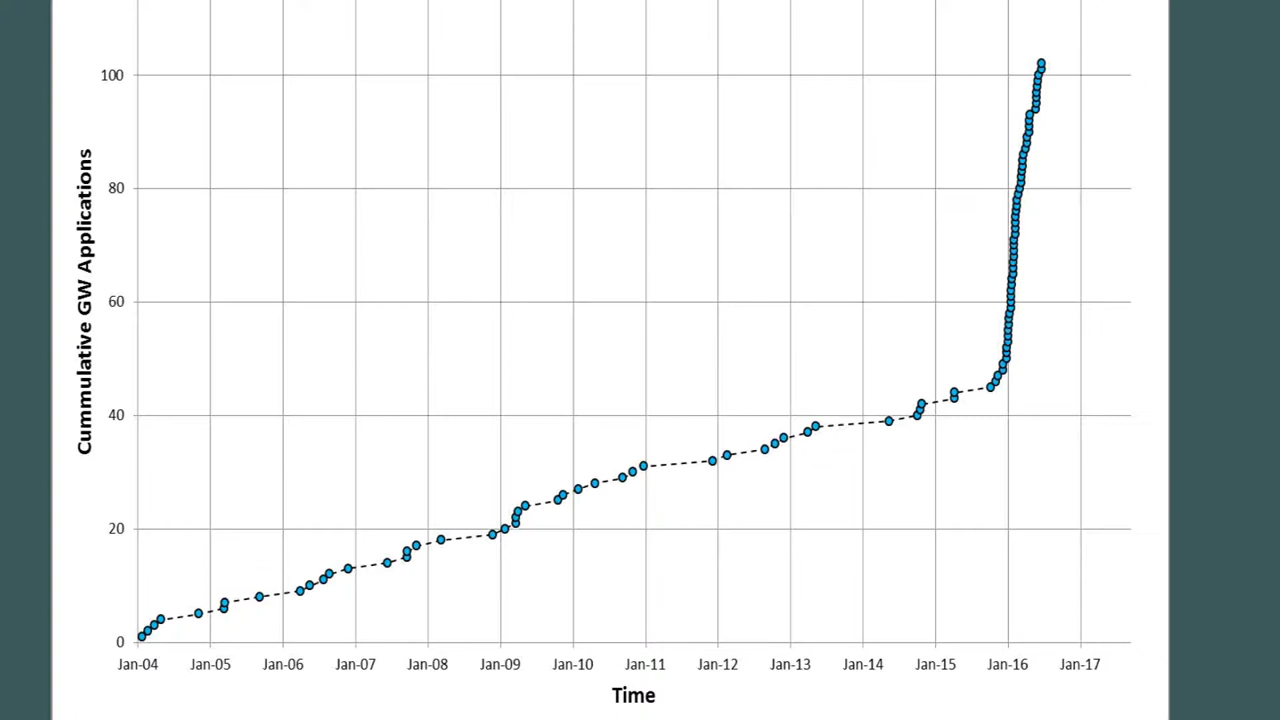 100
80
60
40
20
0
Cummulative GW Applications
Jan-04 Jan-05 Jan-06 Jan-07 Jan-08 Jan-09 Jan-10 Jan-11 Jan-12 Jan-13 Jan-14 Jan-15 Jan-16 Jan-17
Time